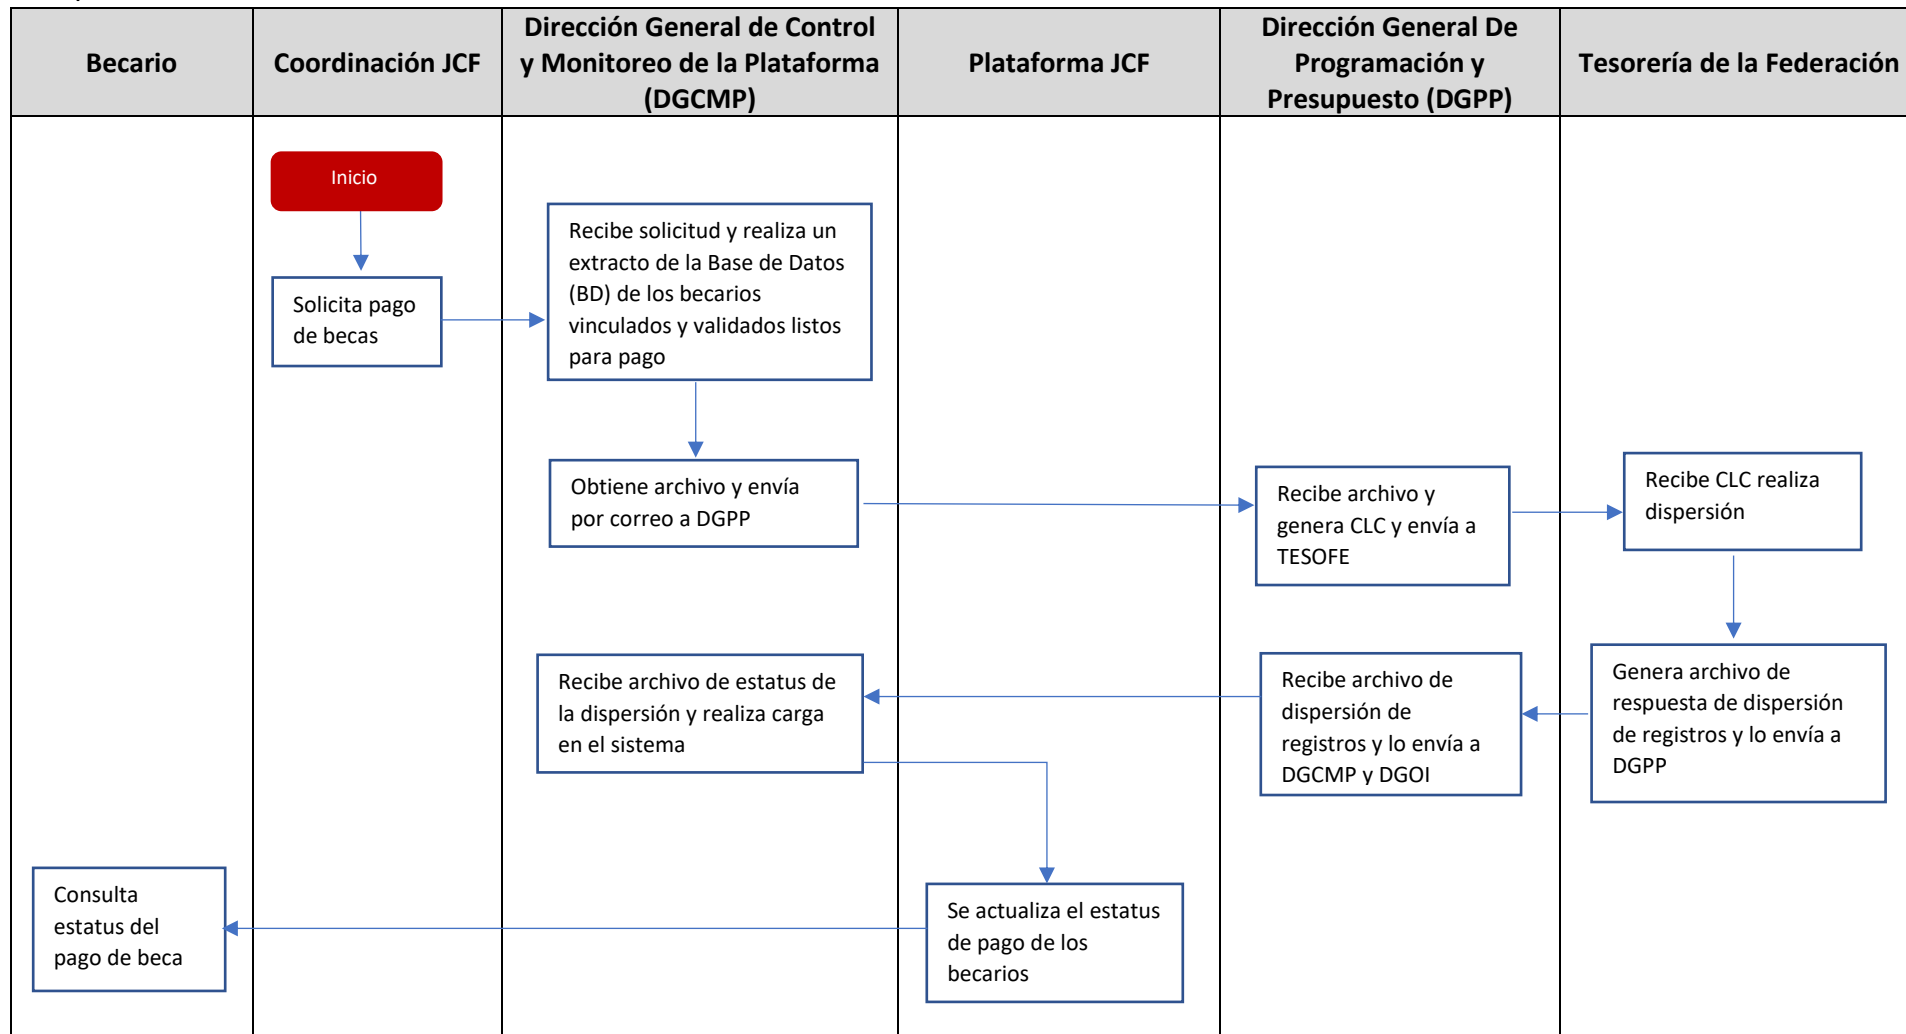 Becario
Coordinación JCF
Dirección General de Control
y Monitoreo de la Plataforma
(DGCMP)
Plataforma JCF
Dirección General De
Programación y
Presupuesto (DGPP)
Tesorería de la Federación
Inicio
Solicita pago
de becas
Recibe solicitud y realiza un
extracto de la Base de Datos
(BD) de los becarios
vinculados y validados listos
para pago
Obtiene archivo y envía
por correo a DGPP
Recibe archivo y
genera CLC y envía a
TESOFE
Recibe CLC realiza
dispersión
Genera archivo de
respuesta de dispersión
de registros y lo envía a
DGPP
Recibe archivo de
dispersión de
registros y lo envía a
DGCMP y DGOI
Recibe archivo de estatus de
la dispersión y realiza carga
en el sistema
Se actualiza el estatus
de pago de los
becarios
Consulta
estatus del
pago de beca